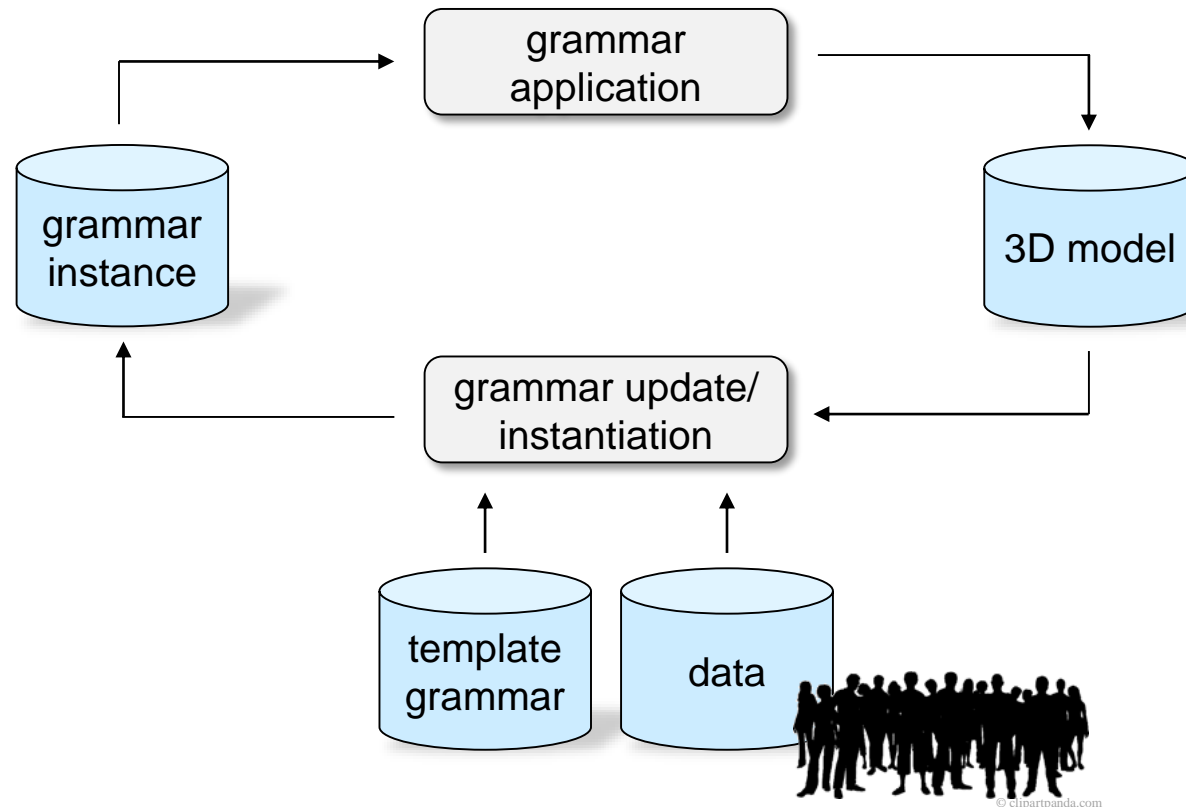 grammar
application
grammar
instance
3D model
grammar update/
instantiation
template
grammar
data
© clipartpanda.com